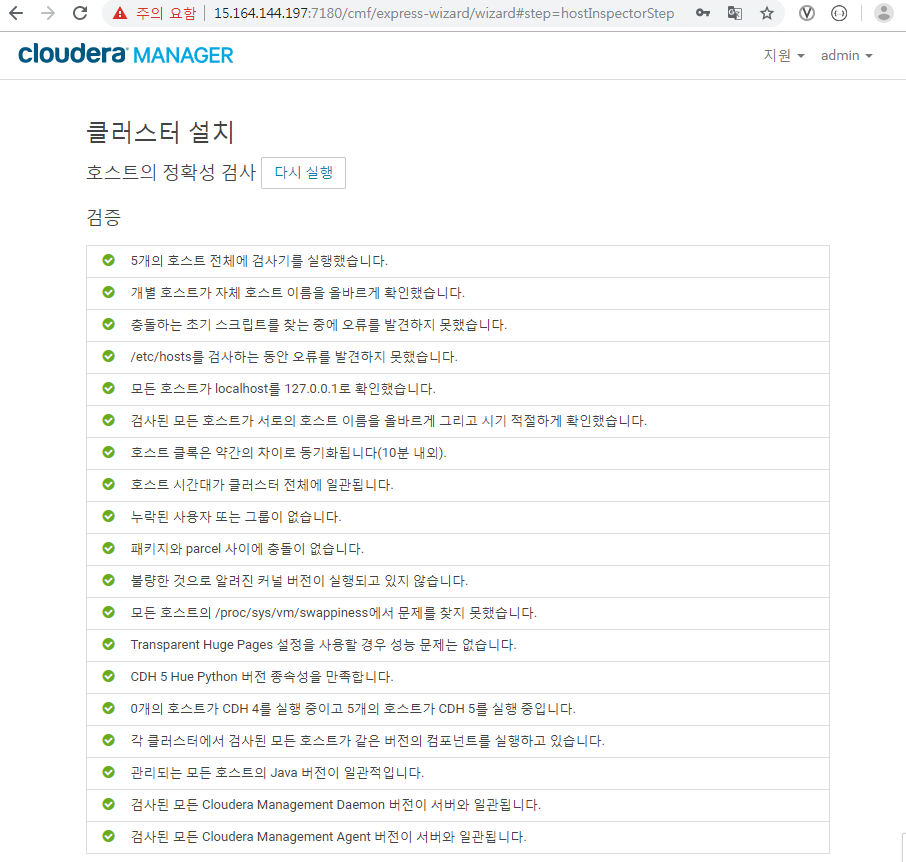 주의 요함 | 15.164.144.197:7180/cmf/express-wizard/wizard#step=hostInspectorStep
cloudera MANAGER
지원 admin
클러스터 설치
호스트의 정확성 검사 다시 실행
검증
5개의 호스트 전체에 검사기를 실행했습니다.
개별 호스트가 자체 호스트 이름을 올바르게 확인했습니다.
충돌하는 초기 스크립트를 찾는 중에 오류를 발견하지 못했습니다.
/etc/hosts를 검사하는 동안 오류를 발견하지 못했습니다.
모든 호스트가 localhost를 127.0.0.1로 확인했습니다.
검사된 모든 호스트가 서로의 호스트 이름을 올바르게 그리고 시기 적절하게 확인했습니다.
호스트 클록은 약간의 차이로 동기화됩니다(10분 내외).
호스트 시간대가 클러스터 전체에 일관됩니다.
누락된 사용자 또는 그룹이 없습니다.
패키지와 parcel 사이에 충돌이 없습니다.
불량한 것으로 알려진 커널 버전이 실행되고 있지 않습니다.
모든 호스트의 /proc/sys/vm/swappiness에서 문제를 찾지 못했습니다.
Transparent Huge Pages 설정을 사용할 경우 성능 문제는 없습니다.
CDH 5 Hue Python 버전 종속성을 만족합니다.
0개의 호스트가 CDH 4를 실행 중이고 5개의 호스트가 CDH 5를 실행 중입니다.
각 클러스터에서 검사된 모든 호스트가 같은 버전의 컴포넌트를 실행하고 있습니다.
관리되는 모든 호스트의 Java 버전이 일관적입니다.
검사된 모든 Cloudera Management Daemon 버전이 서버와 일관됩니다.
검사된 모든 Cloudera Management Agent 버전이 서버와 일관됩니다.